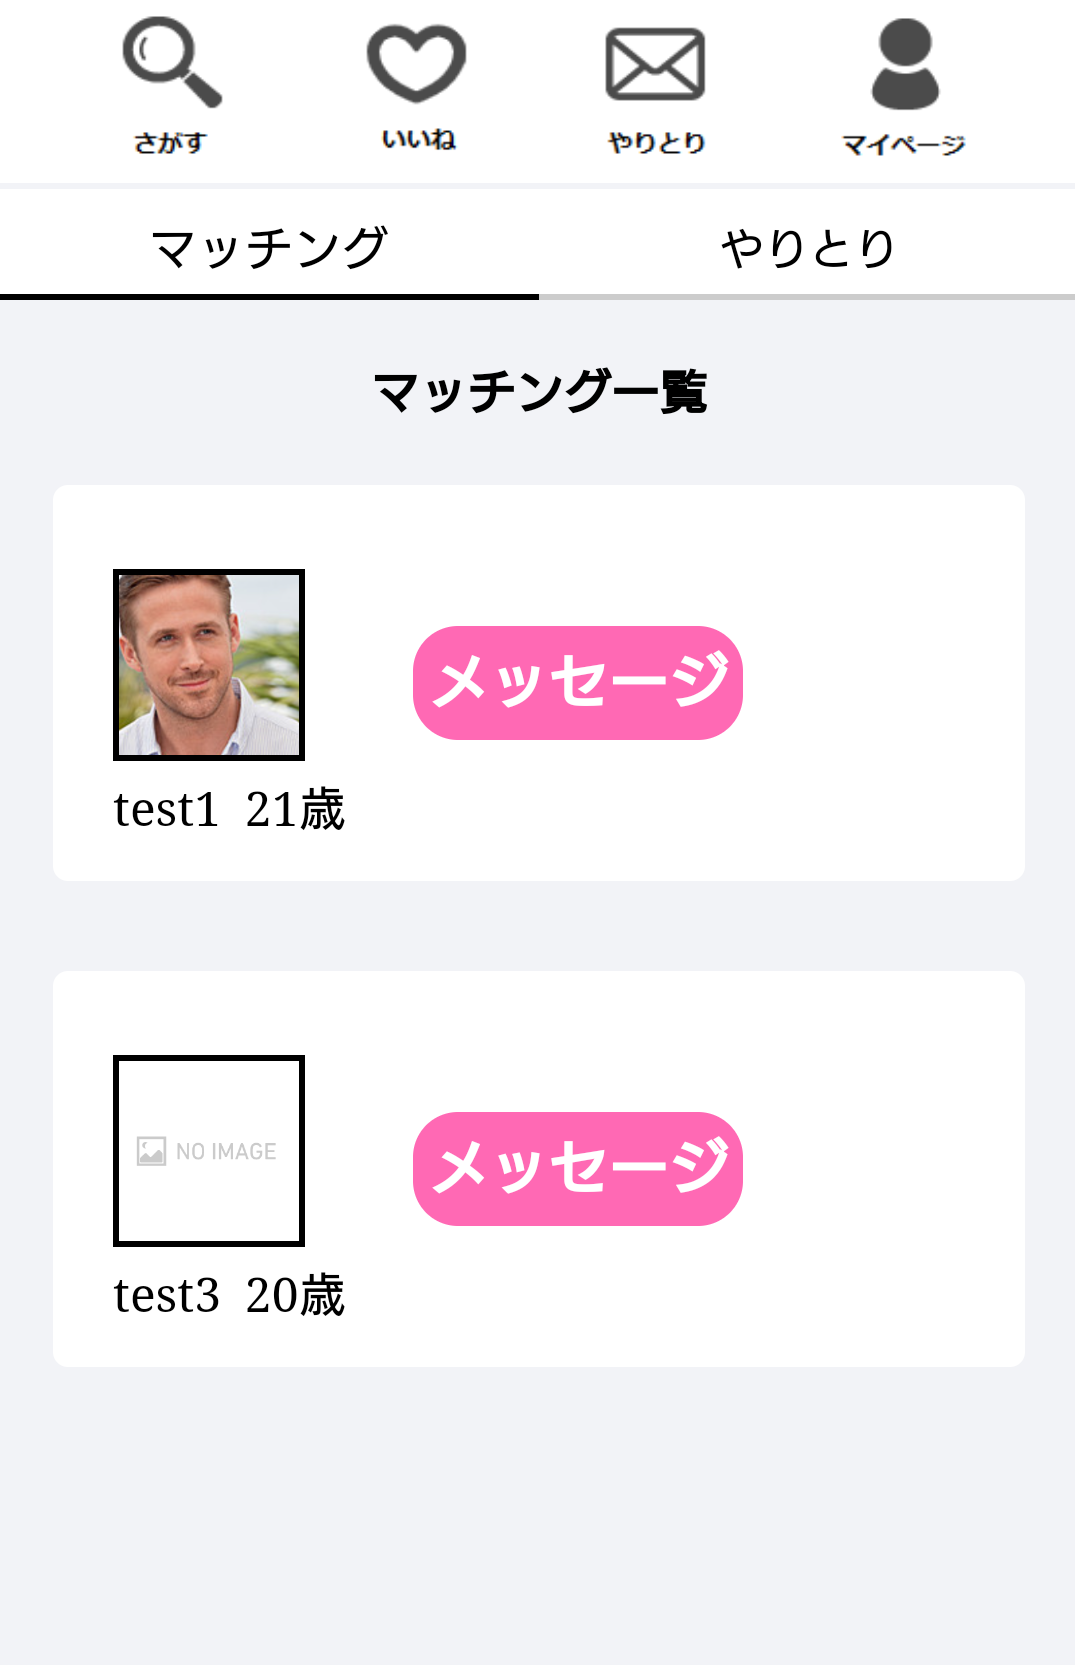 さがす いいね やりとり マイページ
マッチング やりとり
マッチング一覧
メッセージ
test1 21歳
NO IMAGE
メッセージ
test3 20歳